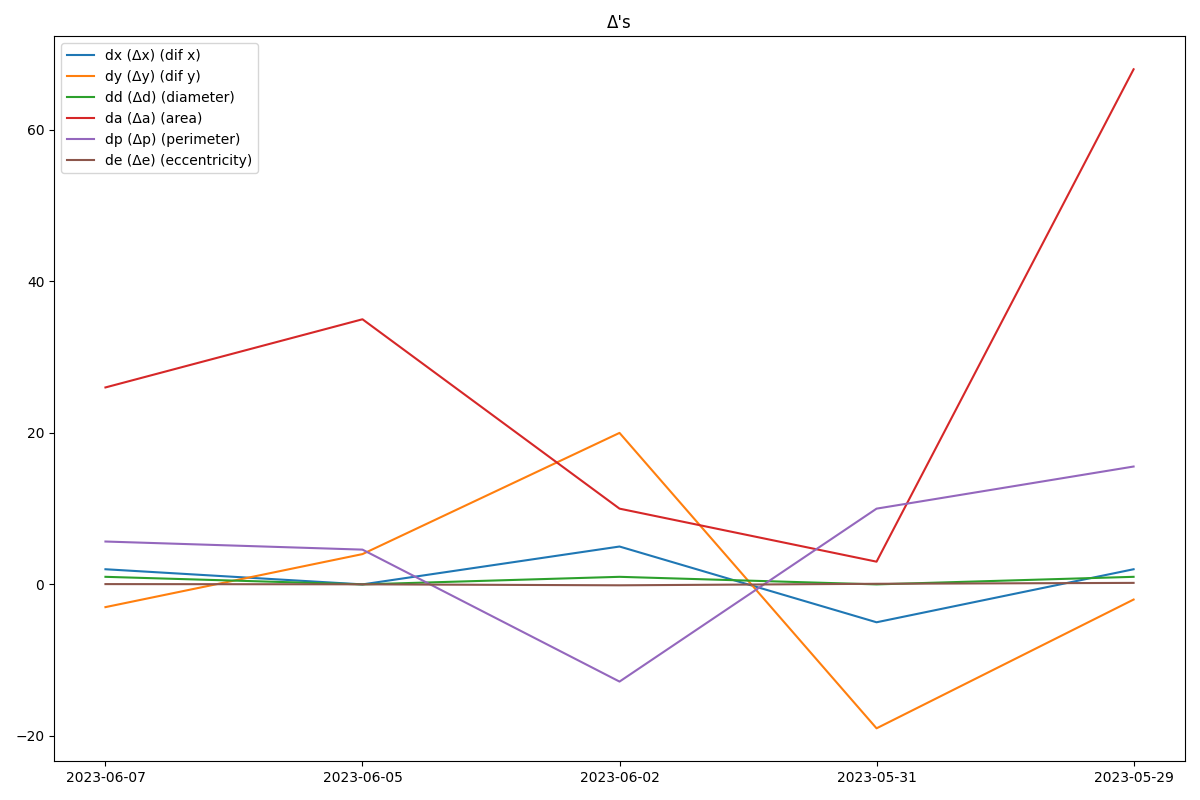 Δ's
dx (Δx) (dif x)
dy (Δy) (dif y)
dd (Δd) (diameter)
da (Δa) (area)
dp (Δp) (perimeter)
de (Δe) (eccentricity)
60
40
20
0
−20
2023-06-07 2023-06-05 2023-06-02 2023-05-31 2023-05-29